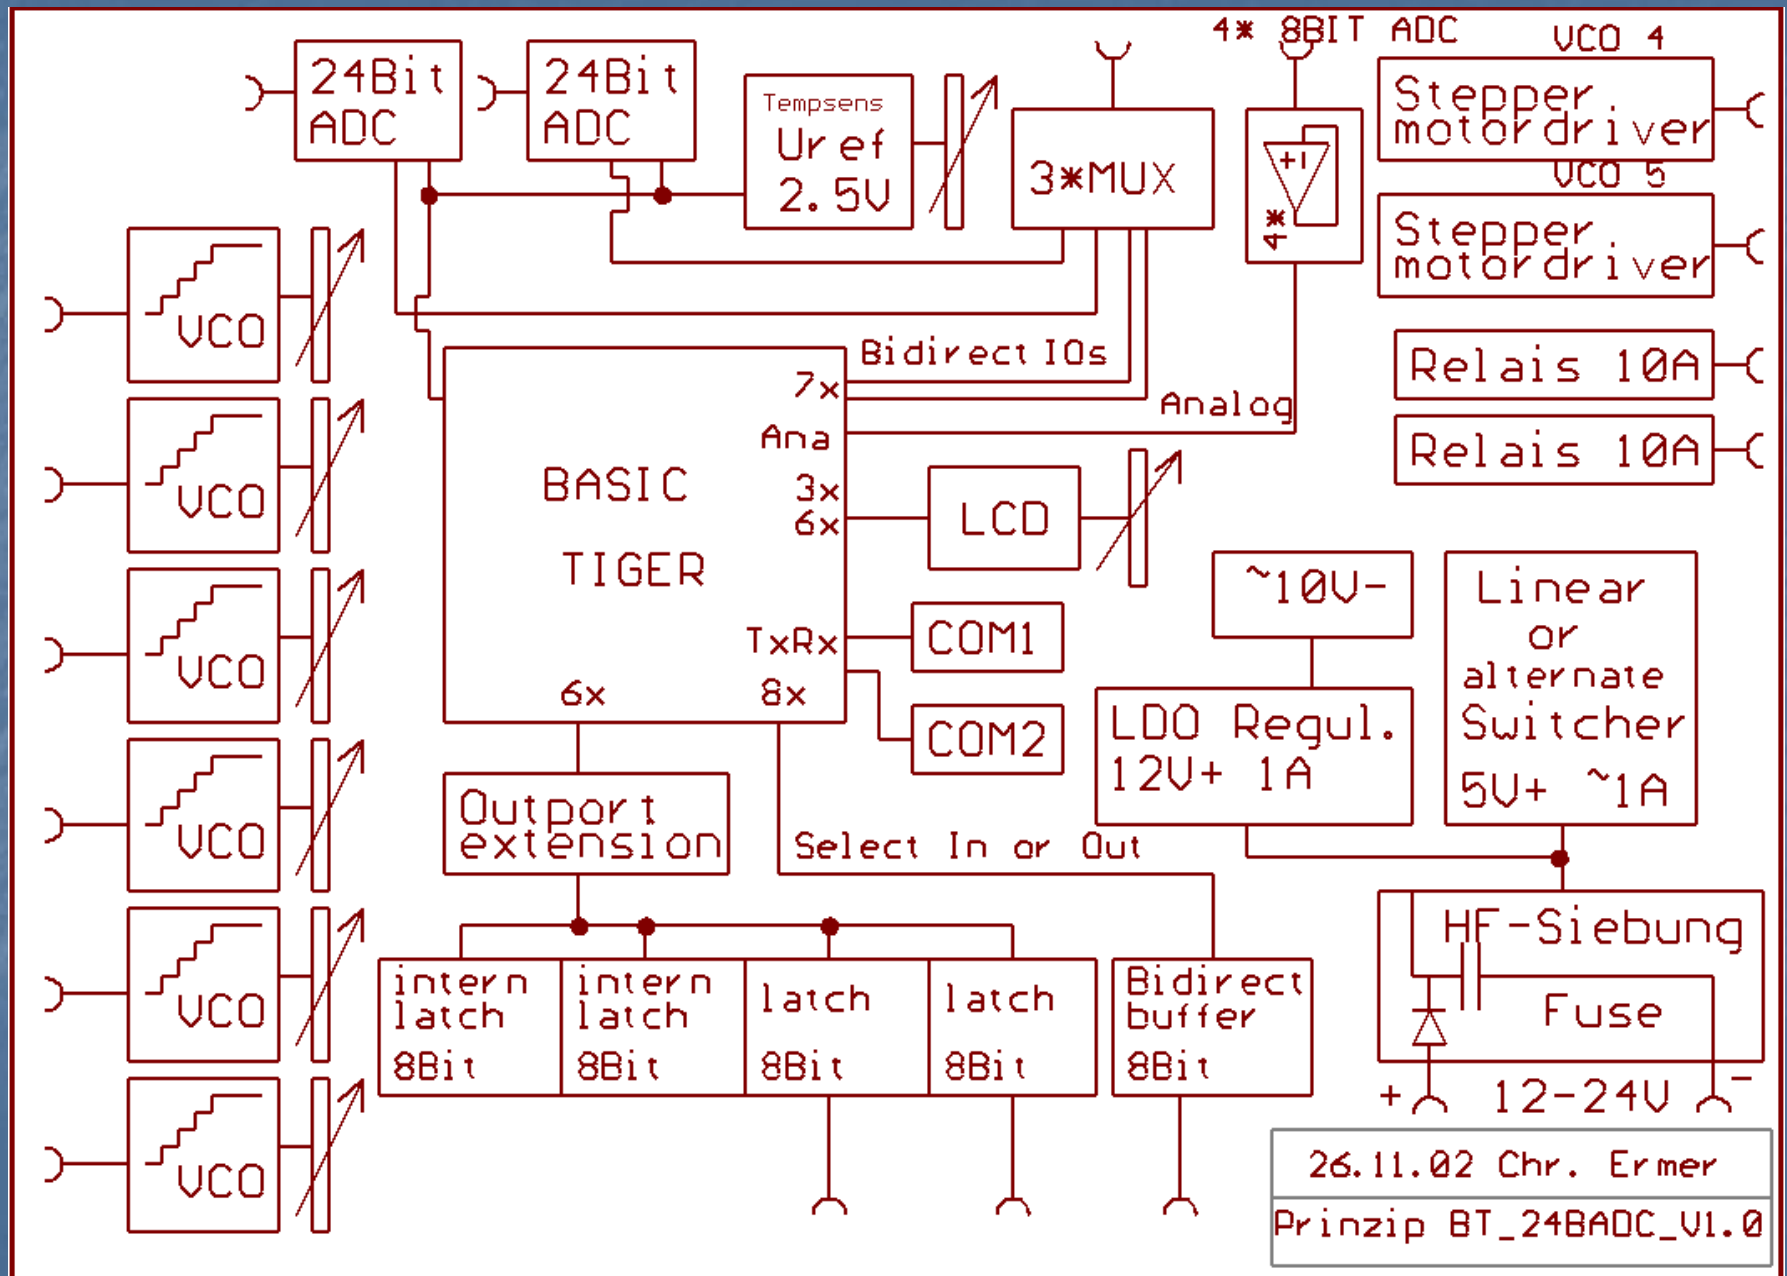 4* 8BIT ADC
VCO 4
24Bit
ADC
24Bit
ADC
Tempsens
Uref
2.5V
3*MUX
+1
4*
Stepper
motordriver
VCO 5
Stepper
motordriver
VCO
VCO
VCO
VCO
VCO
VCO
Bidirect IOs
7x
Analog
Ana
Relais 10A
Relais 10A
BASIC
TIGER
3x
6x
LCD
TxRx
COM1
6x
8x
COM2
~10V-
LDO Regul.
12V+ 1A
Linear
or
alternate
Switcher
5V+ ~1A
Outport
extension
Select In or Out
intern
latch
8Bit
intern
latch
8Bit
latch
8Bit
latch
8Bit
Bidirect
buffer
8Bit
HF-Siebung
Fuse
+ 12-24V -
26.11.02 Chr. Ermer
Prinzip BT_24BADC_V1.0